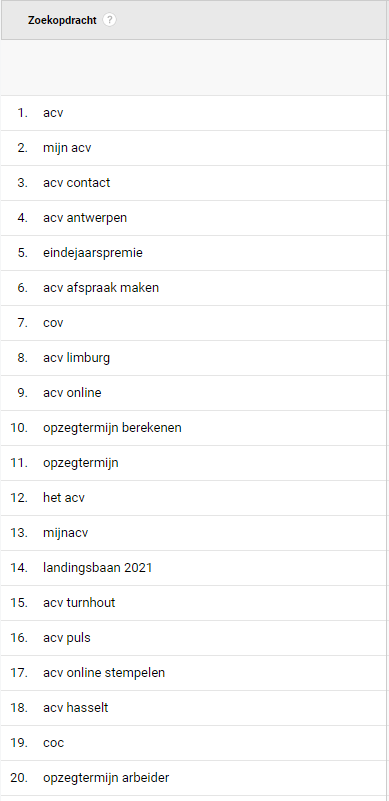 Zoekopdracht ?
1. acv
2. mijn acv
3. acv contact
4. acv antwerpen
5. eindejaarspremie
6. acv afspraak maken
7. cov
8. acv limburg
9. acv online
10. opzegtermijn berekenen
11. opzegtermijn
12. het acv
13. mijnacv
14. landingsbaan 2021
15. acv turnhout
16. acv puls
17. acv online stempelen
18. acv hasselt
19. coc
20. opzegtermijn arbeider